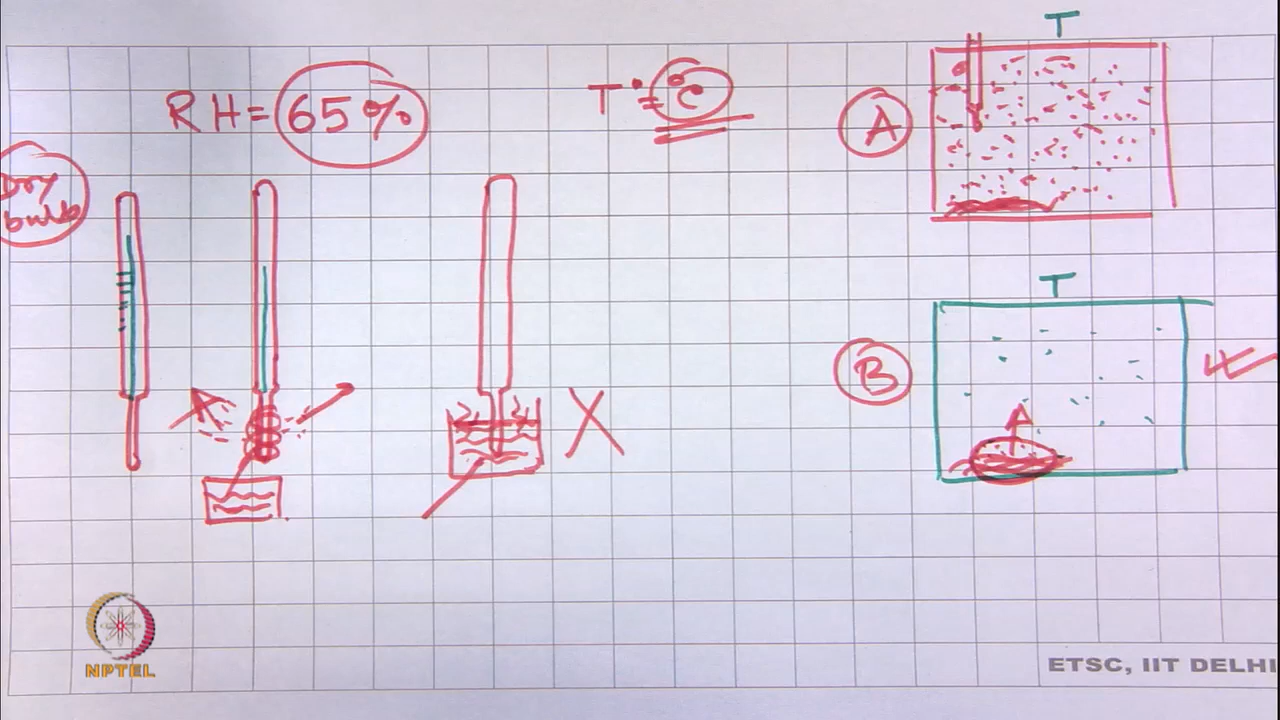 T
RH = 65%
T° = °C
A
Dry
bulb
T
B
A
NPTEL
ETSC, IIT DELHI